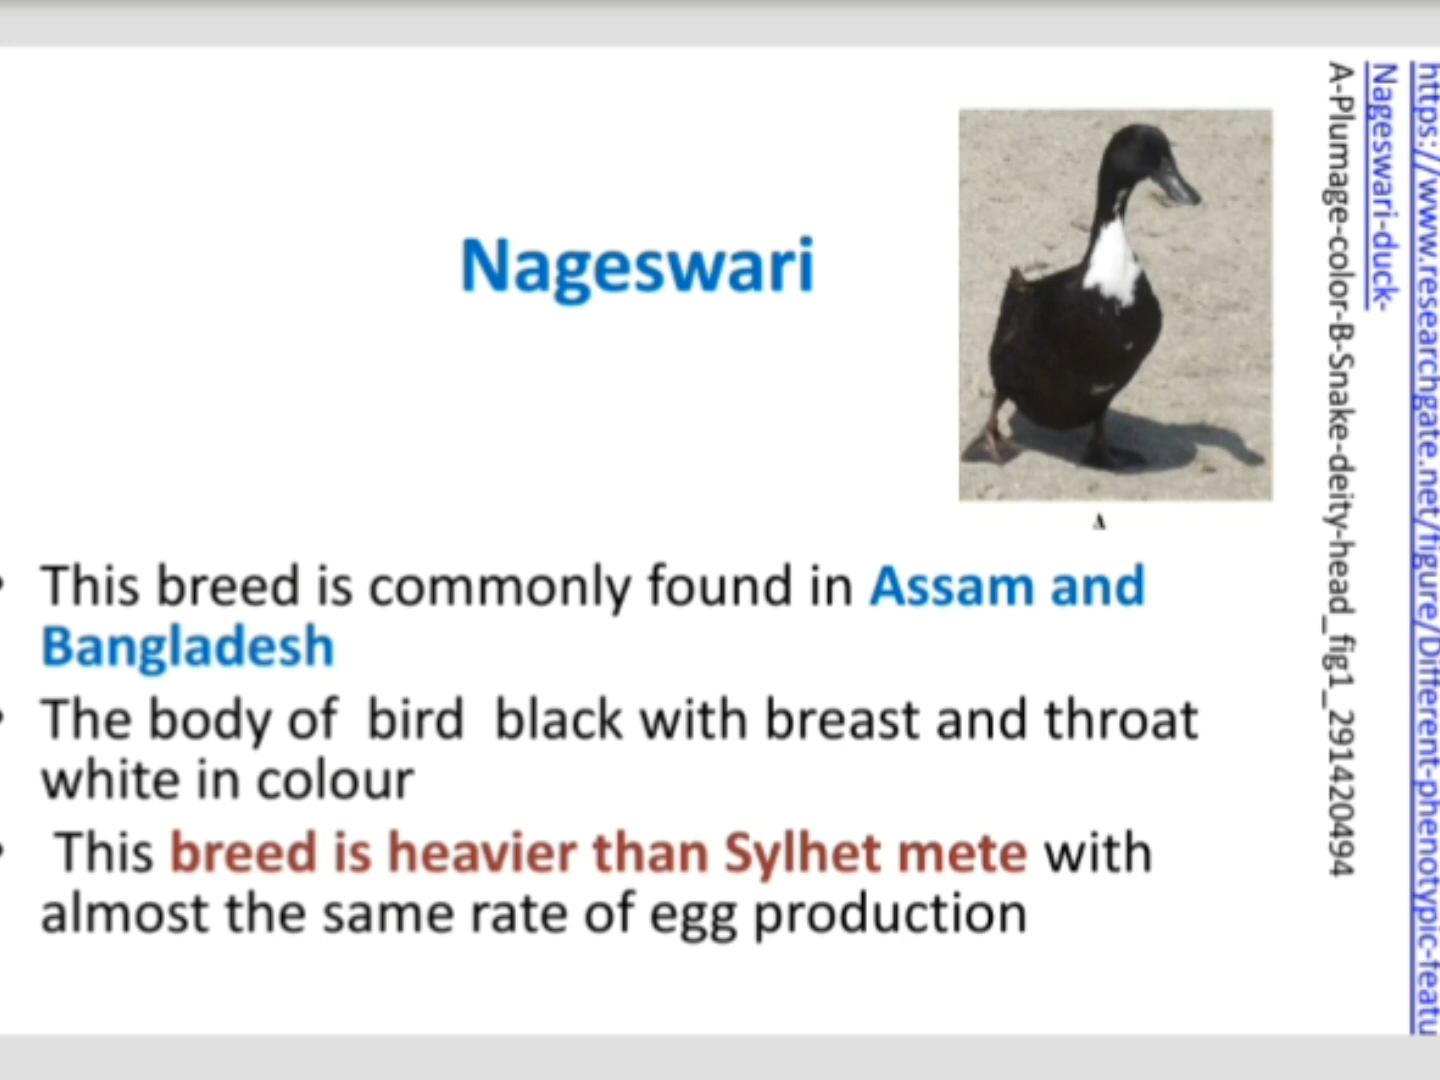 Nageswari
A
• This breed is commonly found in Assam and
Bangladesh
• The body of bird black with breast and throat
white in colour
• This breed is heavier than Sylhet mete with
almost the same rate of egg production
https://www.researchgate.net/figure/Different-phenotypic-featu
Nageswari-duck-
A-Plumage-color-B-Snake-deity-head_fig1_291420494